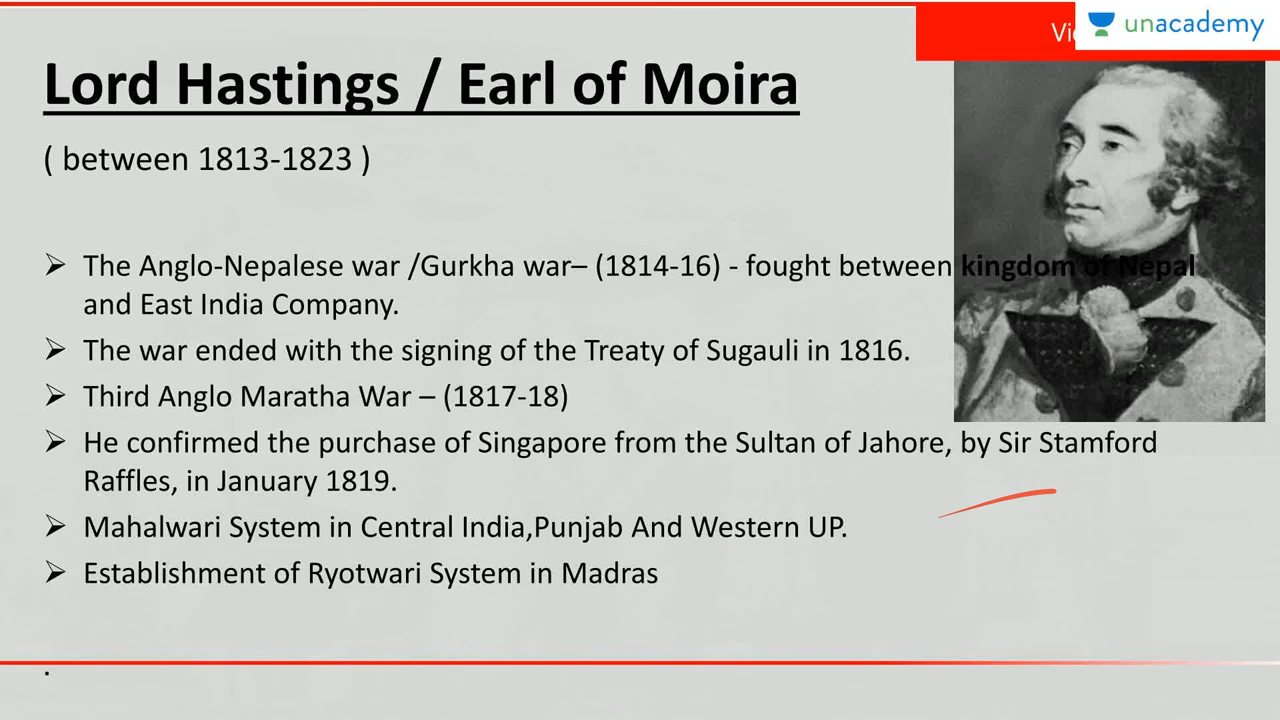 Vi
unacademy
Lord Hastings / Earl of Moira
( between 1813-1823 )
➢ The Anglo-Nepalese war /Gurkha war– (1814-16) - fought between kingdom of Nepal
and East India Company.
➢ The war ended with the signing of the Treaty of Sugauli in 1816.
➢ Third Anglo Maratha War – (1817-18)
➢ He confirmed the purchase of Singapore from the Sultan of Jahore, by Sir Stamford
Raffles, in January 1819.
➢ Mahalwari System in Central India,Punjab And Western UP.
➢ Establishment of Ryotwari System in Madras
.